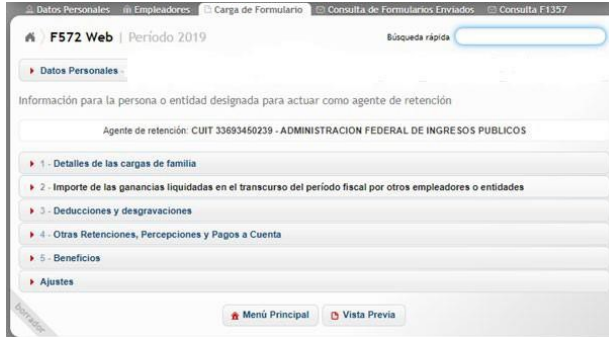 Datos Personales Empleadores Carga de Formulario Consulta de Formularios Enviados Consulta F1357
F572 Web | Período 2019 Búsqueda rápida
Datos Personales -
Información para la persona o entidad designada para actuar como agente de retención
Agente de retención: CUIT 33693450239 - ADMINISTRACION FEDERAL DE INGRESOS PUBLICOS
1 - Detalles de las cargas de familia
2 - Importe de las ganancias liquidadas en el transcurso del período fiscal por otros empleadores o entidades
3 - Deducciones y desgravaciones
4 - Otras Retenciones, Percepciones y Pagos a Cuenta
5 - Beneficios
Ajustes
borrador
Menú Principal Vista Previa